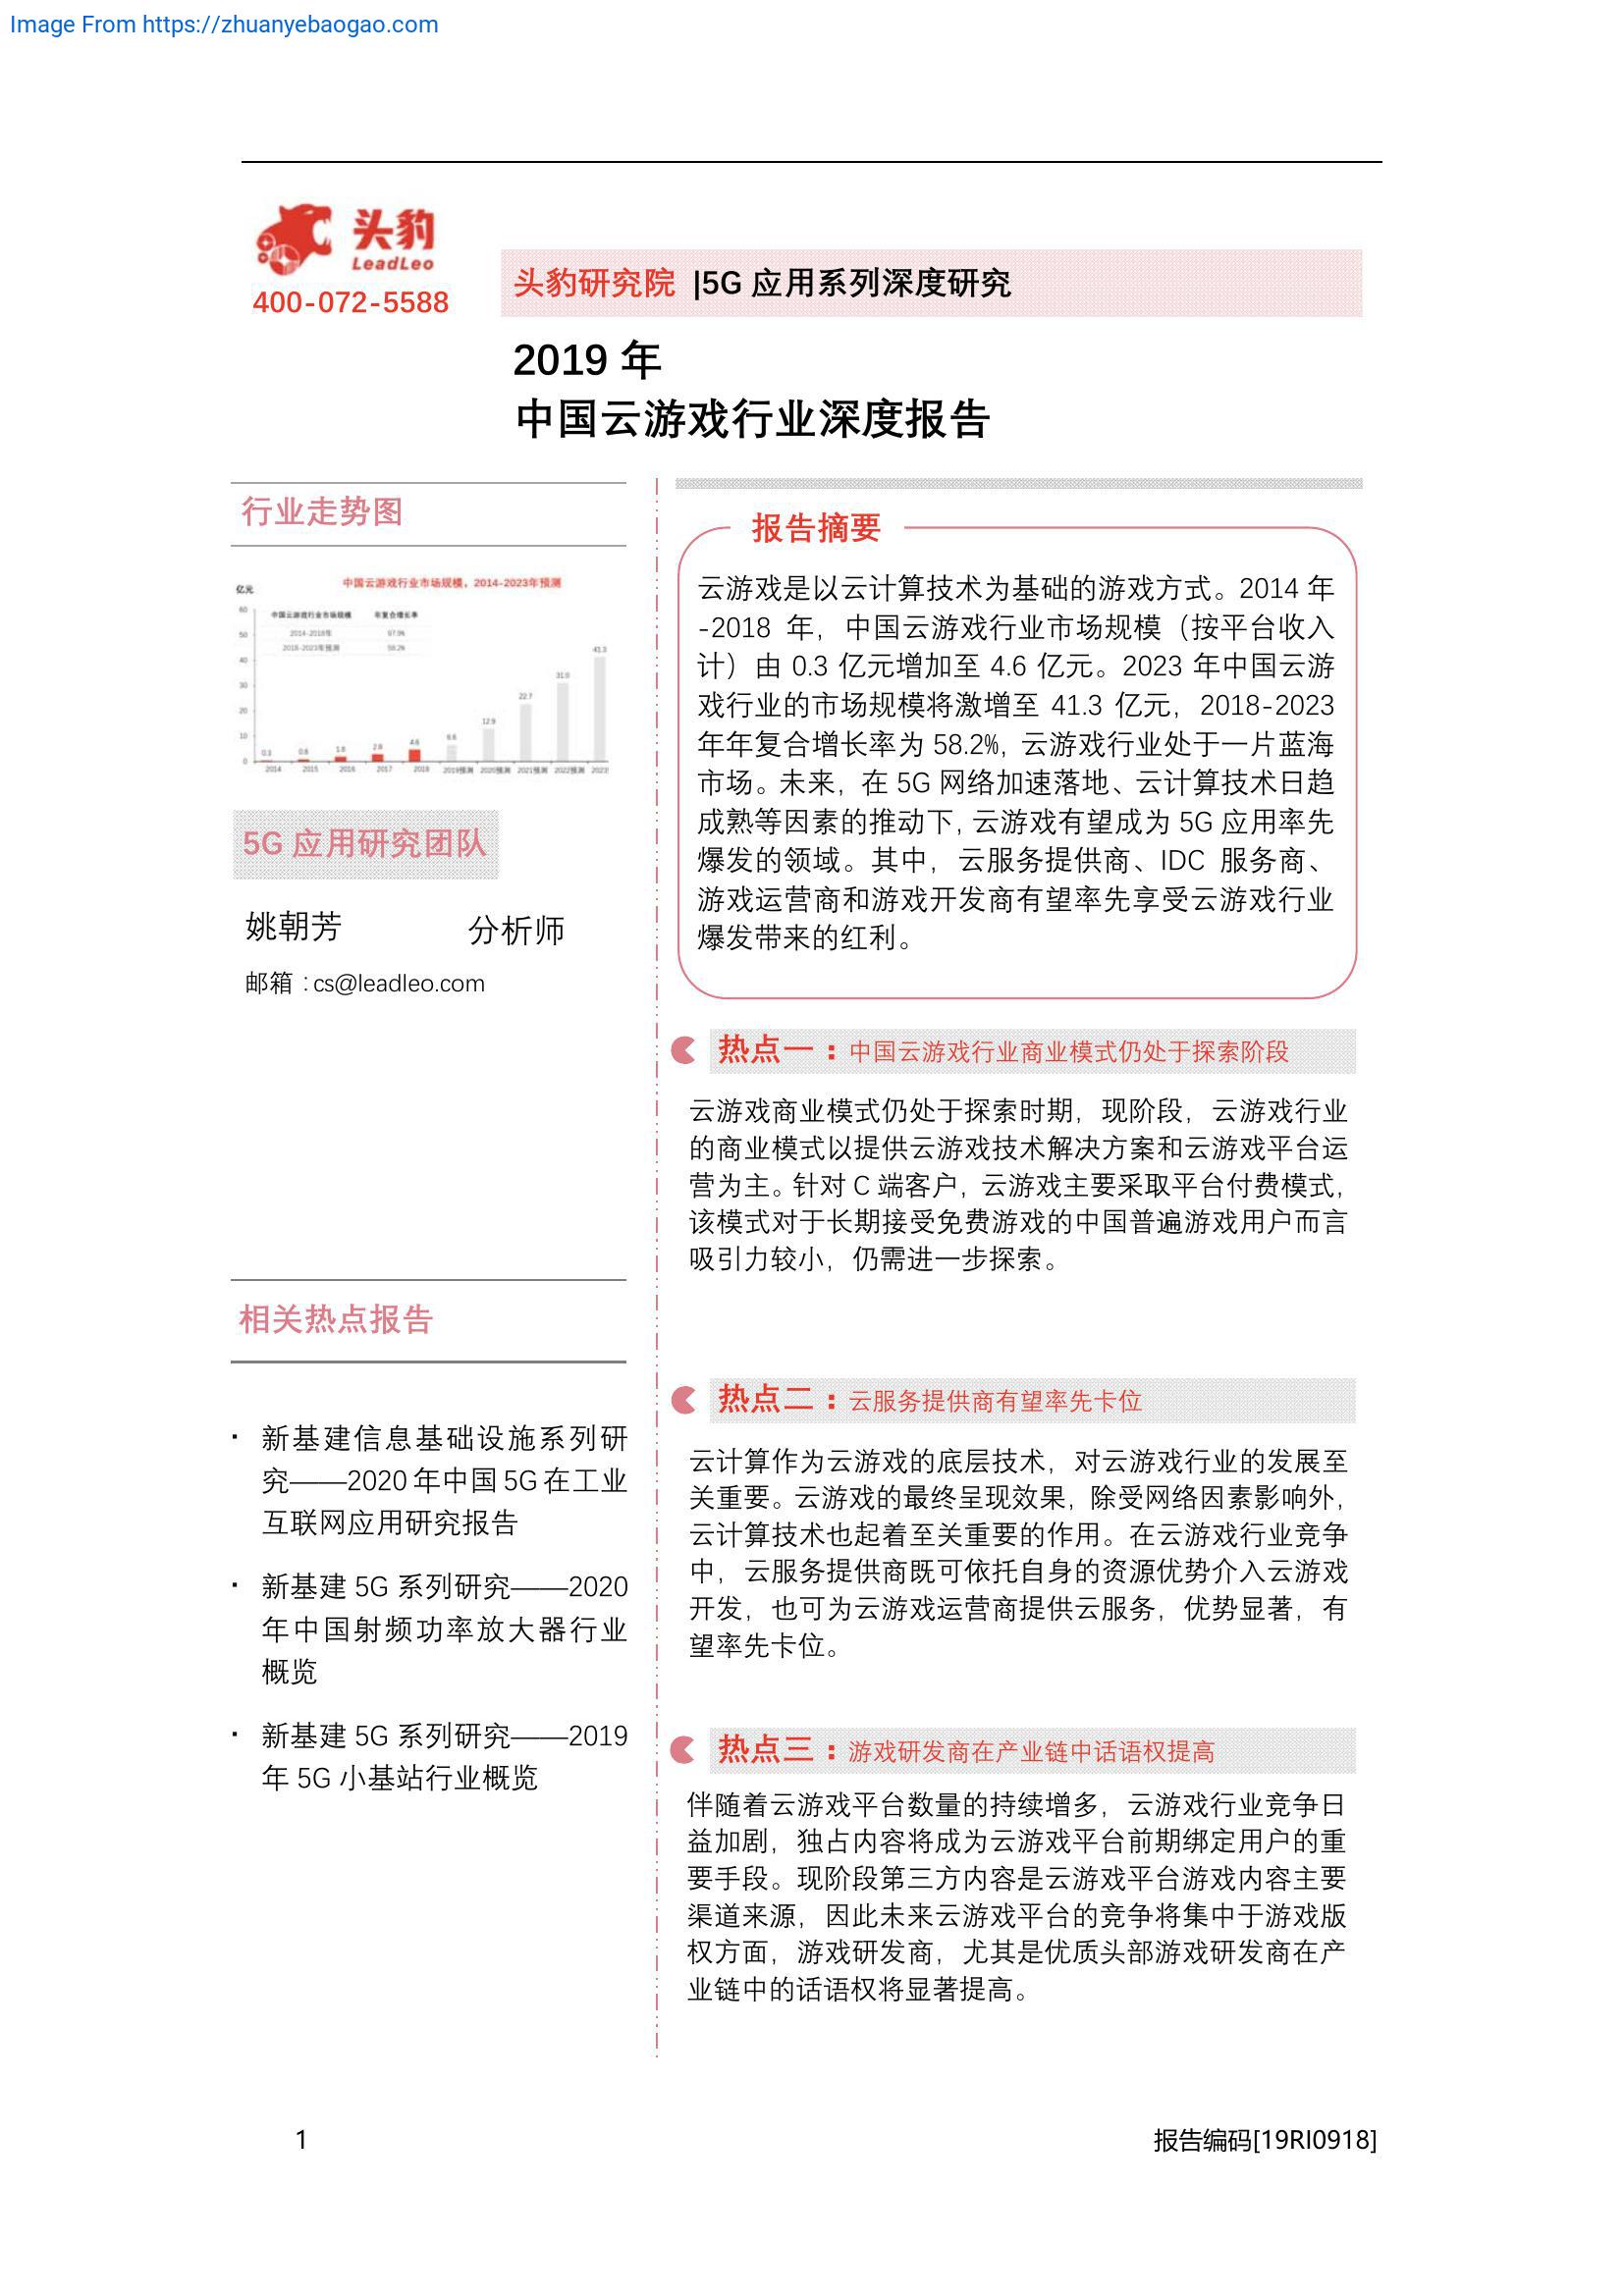 Image From https://zhuanyebaogao.com
头豹
LeadLeo
400-072-5588
头豹研究院 |5G 应用系列深度研究
2019 年
中国云游戏行业深度报告
行业走势图
中国云游戏行业市场规模，2014-2023年预测
亿元
中国云游戏行业市场规模 年复合增长率
2014-2018年 97.9%
2018-2023年预测 58.2%
60
50
40
30
20
10
0
0.3 0.8 1.8 2.8 4.6 6.6 12.9 22.7 31.0 41.3
2014 2015 2016 2017 2018 2019预测 2020预测 2021预测 2022预测 2023
5G 应用研究团队
姚朝芳 分析师
邮箱：cs@leadleo.com
相关热点报告
· 新基建信息基础设施系列研
究——2020 年中国 5G 在工业
互联网应用研究报告
· 新基建 5G 系列研究——2020
年中国射频功率放大器行业
概览
· 新基建 5G 系列研究——2019
年 5G 小基站行业概览
报告摘要
云游戏是以云计算技术为基础的游戏方式。2014 年
-2018 年，中国云游戏行业市场规模（按平台收入
计）由 0.3 亿元增加至 4.6 亿元。2023 年中国云游
戏行业的市场规模将激增至 41.3 亿元，2018-2023
年年复合增长率为 58.2%，云游戏行业处于一片蓝海
市场。未来，在 5G 网络加速落地、云计算技术日趋
成熟等因素的推动下，云游戏有望成为 5G 应用率先
爆发的领域。其中，云服务提供商、IDC 服务商、
游戏运营商和游戏开发商有望率先享受云游戏行业
爆发带来的红利。
热点一：中国云游戏行业商业模式仍处于探索阶段
云游戏商业模式仍处于探索时期，现阶段，云游戏行业
的商业模式以提供云游戏技术解决方案和云游戏平台运
营为主。针对 C 端客户，云游戏主要采取平台付费模式，
该模式对于长期接受免费游戏的中国普遍游戏用户而言
吸引力较小，仍需进一步探索。
热点二：云服务提供商有望率先卡位
云计算作为云游戏的底层技术，对云游戏行业的发展至
关重要。云游戏的最终呈现效果，除受网络因素影响外，
云计算技术也起着至关重要的作用。在云游戏行业竞争
中，云服务提供商既可依托自身的资源优势介入云游戏
开发，也可为云游戏运营商提供云服务，优势显著，有
望率先卡位。
热点三：游戏研发商在产业链中话语权提高
伴随着云游戏平台数量的持续增多，云游戏行业竞争日
益加剧，独占内容将成为云游戏平台前期绑定用户的重
要手段。现阶段第三方内容是云游戏平台游戏内容主要
渠道来源，因此未来云游戏平台的竞争将集中于游戏版
权方面，游戏研发商，尤其是优质头部游戏研发商在产
业链中的话语权将显著提高。
1
报告编码[19RI0918]